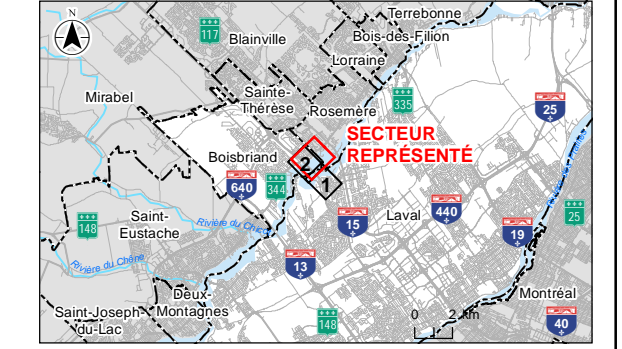 Terrebonne
117
Blainville
Bois-des-Filion
Lorraine
Mirabel
Sainte-
Thérèse
Rosemère
335
25
SECTEUR
REPRÉSENTÉ
Boisbriand
2
1
640
344
Saint-
Eustache
148
Rivière du Chicot
15
Laval
440
25
19
Rivière du Chêne
13
Deux-
Montagnes
Saint-Joseph-
du-Lac
148
0 2 km
Montréal
40